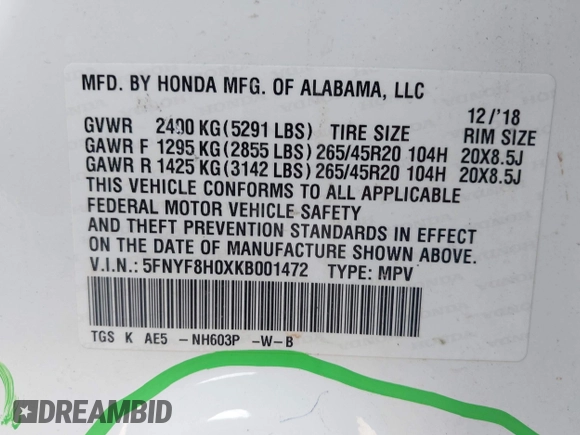 MFD. BY HONDA MFG. OF ALABAMA, LLC
12/'18
GVWR 2400 KG(5291 LBS) TIRE SIZE RIM SIZE
GAWR F 1295 KG(2855 LBS) 265/45R20 104H 20X8.5J
GAWR R 1425 KG(3142 LBS) 265/45R20 104H 20X8.5J
THIS VEHICLE CONFORMS TO ALL APPLICABLE
FEDERAL MOTOR VEHICLE SAFETY
AND THEFT PREVENTION STANDARDS IN EFFECT
ON THE DATE OF MANUFACTURE SHOWN ABOVE.
V.I.N.: 5FNYF8H0XKB001472 TYPE: MPV
TGS K AE5 -NH603P -W-B
DREAMBID